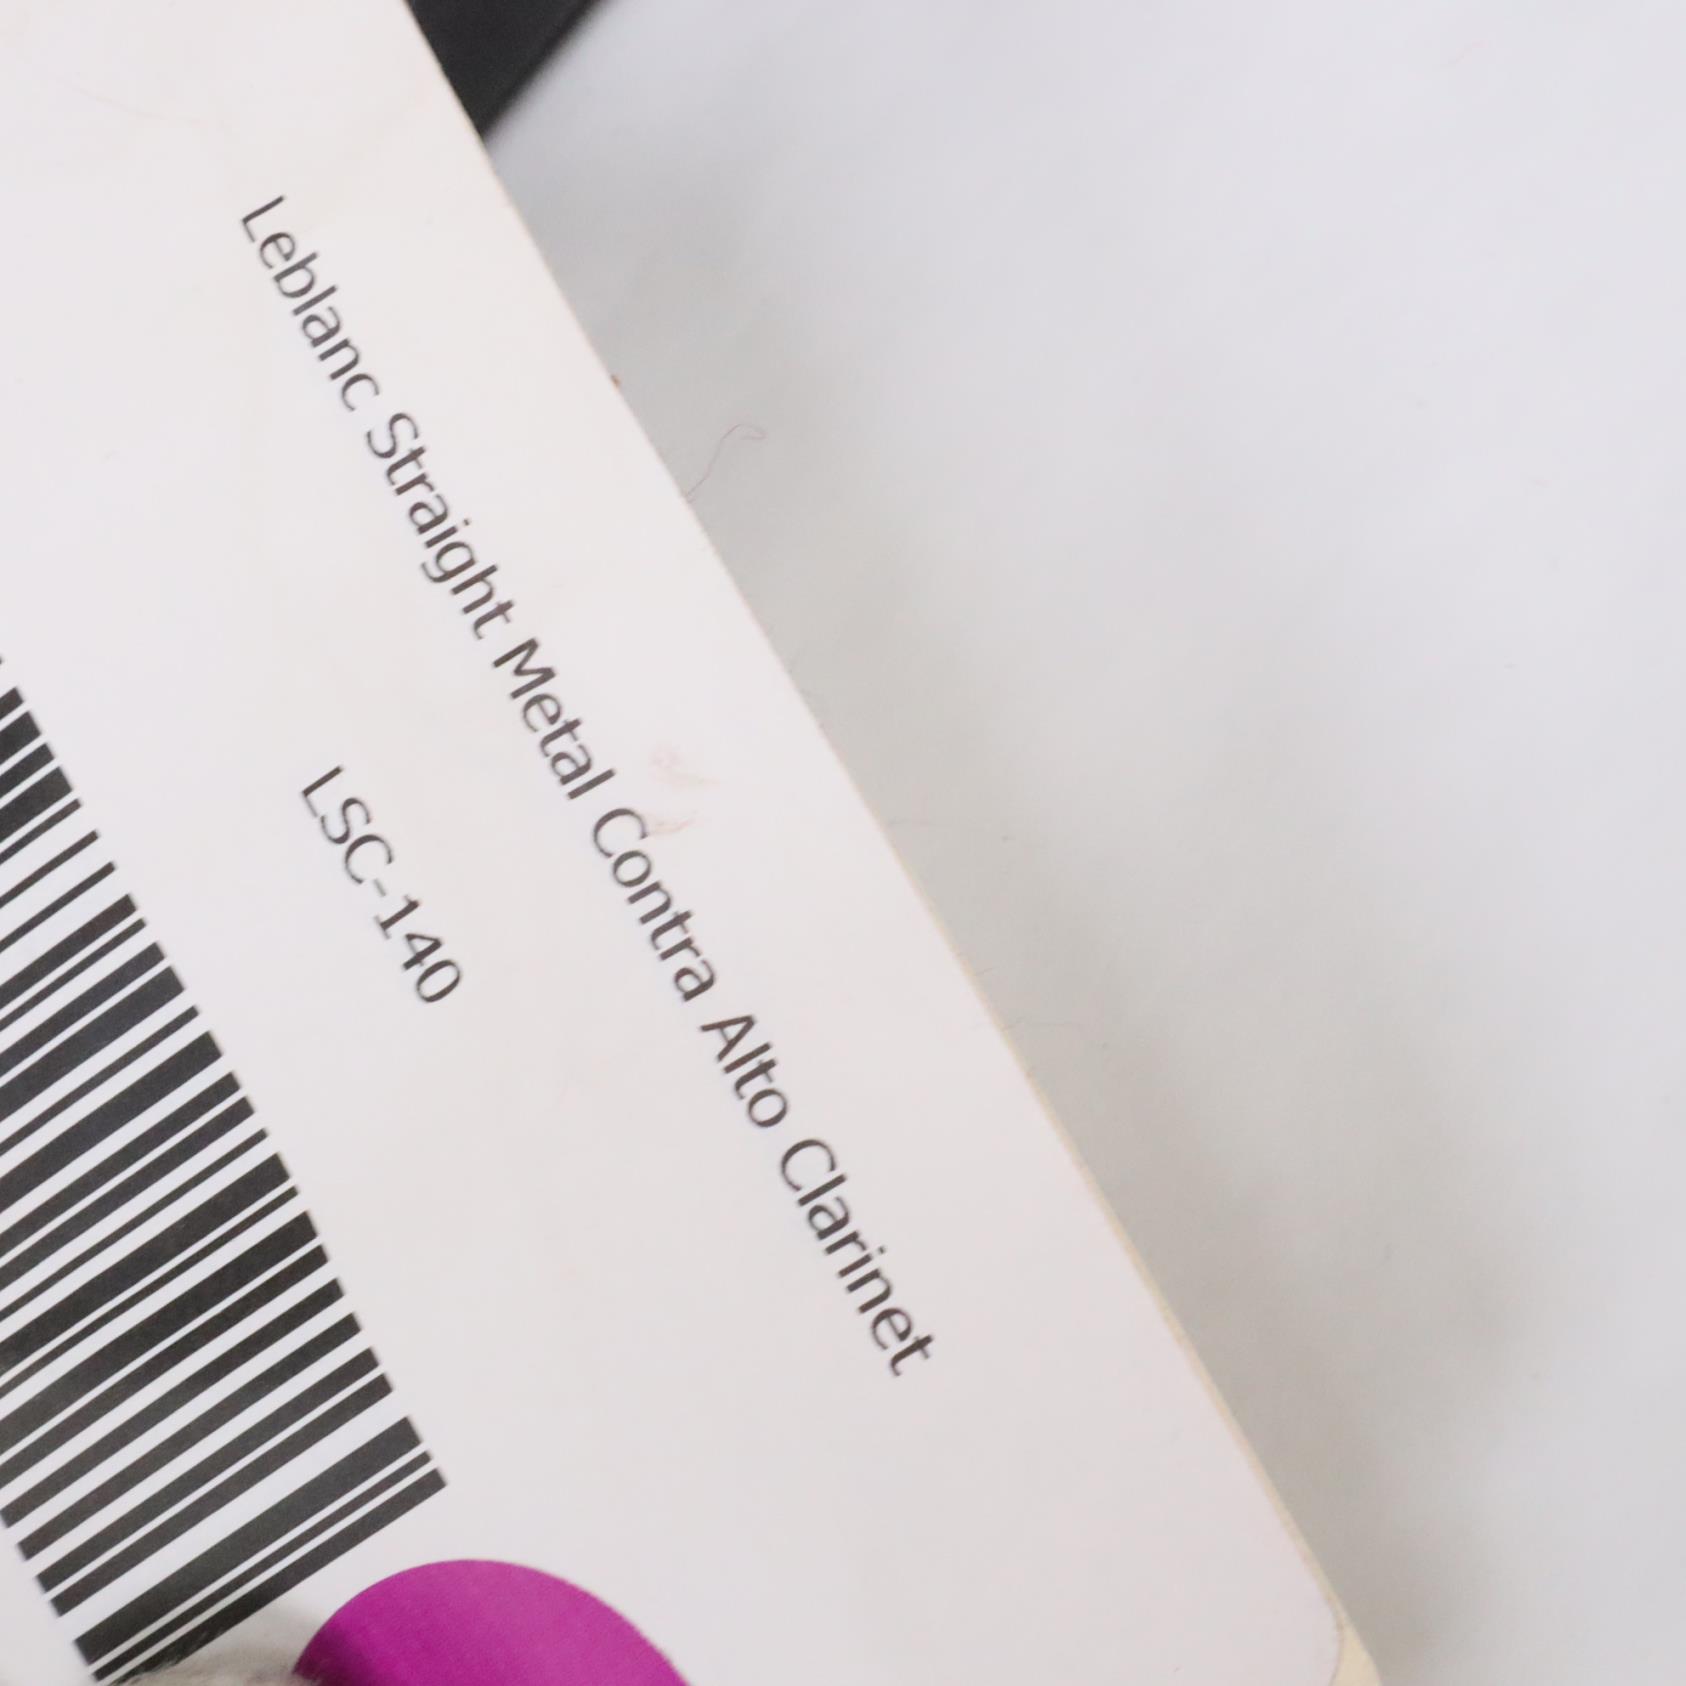 Leblanc Straight Metal Contra Alto Clarinet
LSC-140